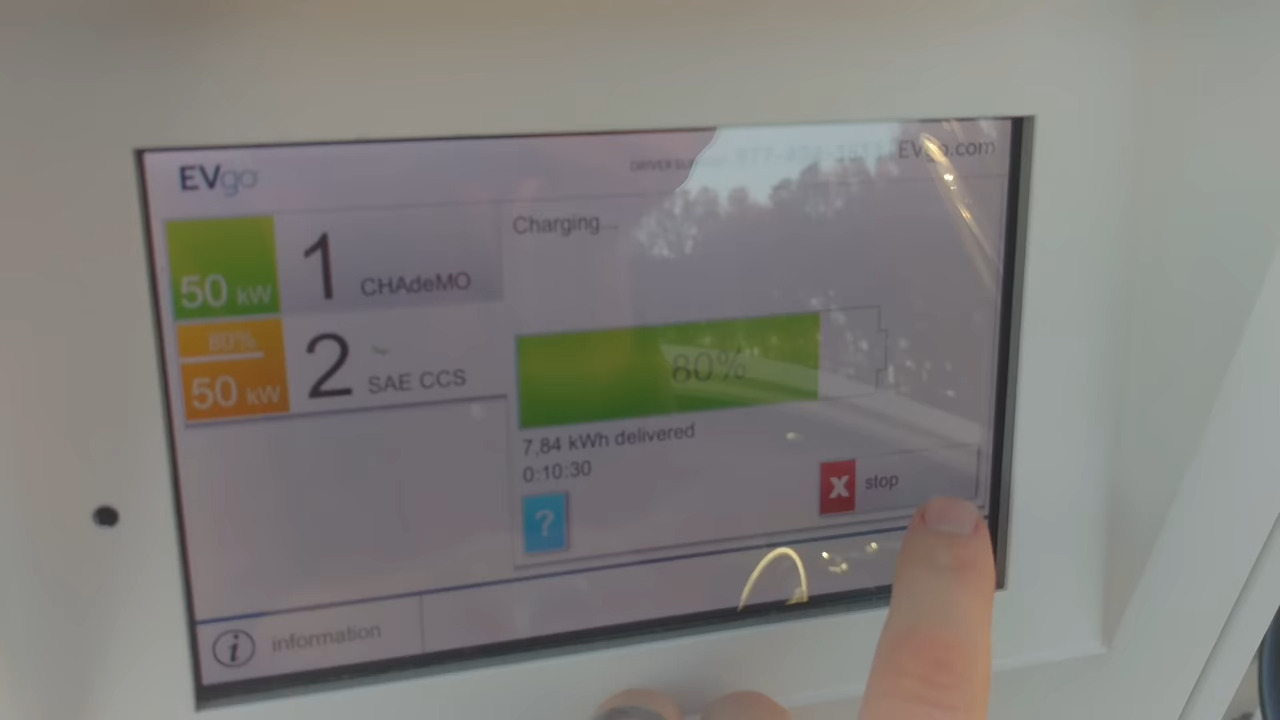 EVgo
EVgo.com
50 kW
1 CHAdeMO
80%
50 kW
2 SAE CCS
Charging...
80%
7,84 kWh delivered
0:10:30
?
X stop
i information